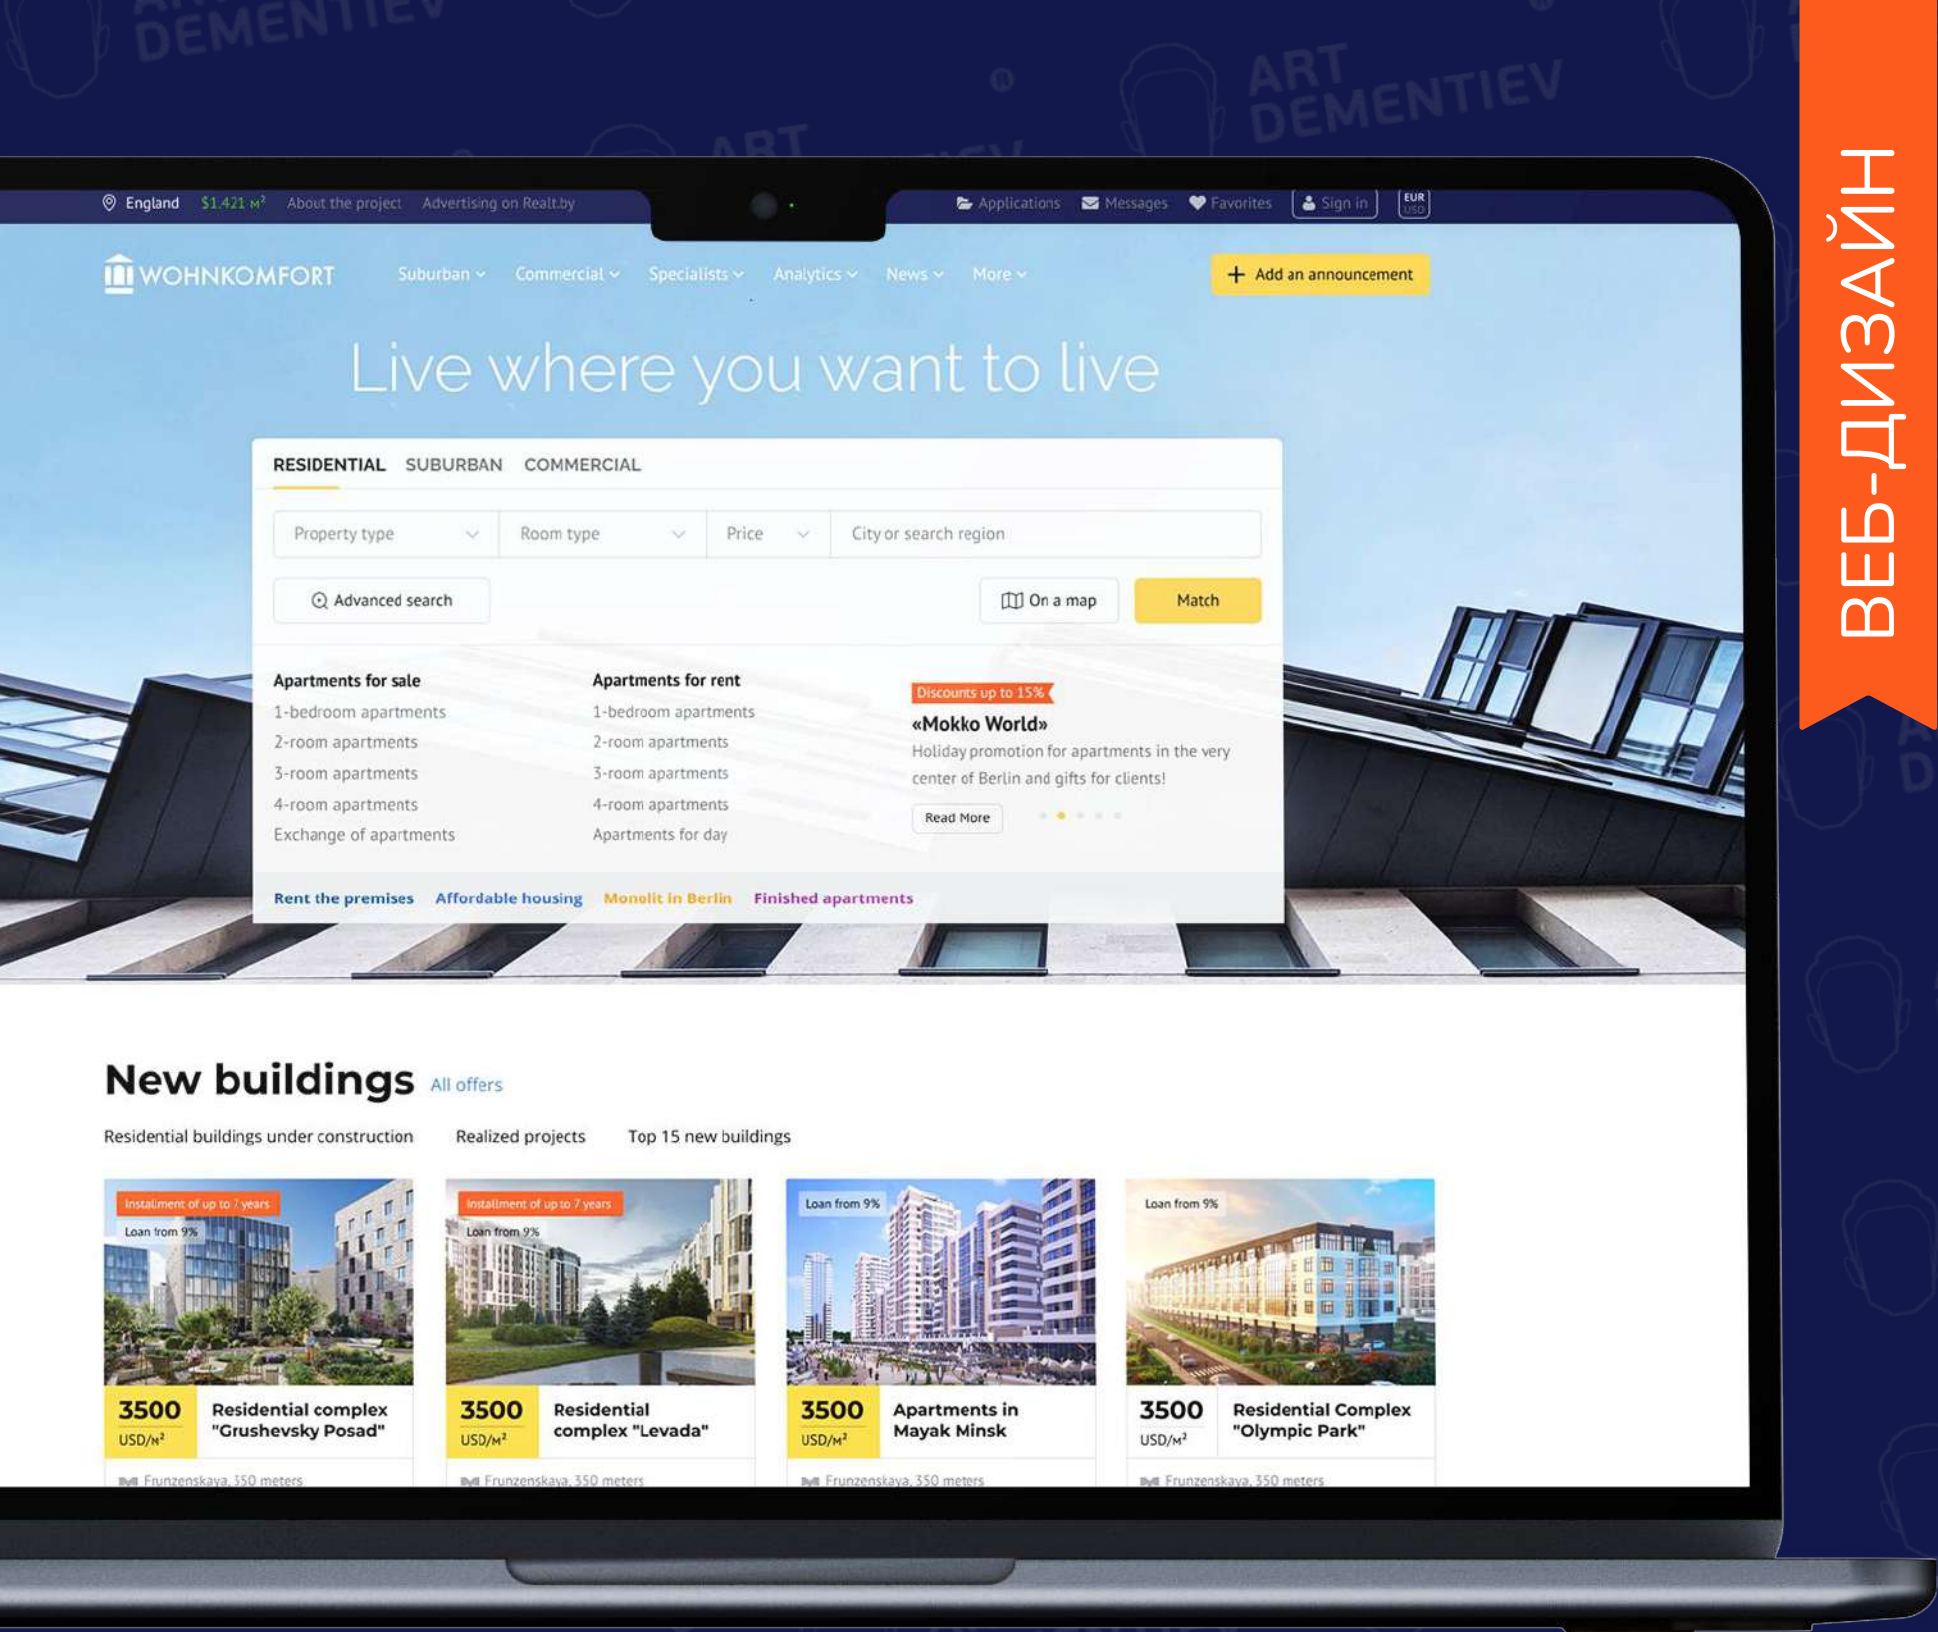 ART
DEMENTIEV
ART
DEMENTIEV
ART
ВЕБ-ДИЗАЙН
England $1.421 м² About the project Advertising on Realt.by
Applications Messages Favorites Sign in EUR
USD
WOHNKOMFORT Suburban Commercial Specialists Analytics News More + Add an announcement
Live where you want to live
RESIDENTIAL SUBURBAN COMMERCIAL
Property type Room type Price City or search region
Advanced search On a map Match
Apartments for sale
1-bedroom apartments
2-room apartments
3-room apartments
4-room apartments
Exchange of apartments
Apartments for rent
1-bedroom apartments
2-room apartments
3-room apartments
4-room apartments
Apartments for day
Discounts up to 15%
«Mokko World»
Holiday promotion for apartments in the very
center of Berlin and gifts for clients!
Read More
Rent the premises Affordable housing Monolit in Berlin Finished apartments
New buildings All offers
Residential buildings under construction Realized projects Top 15 new buildings
Installment of up to 7 years
Loan from 9%
3500
USD/м²
Residential complex
"Grushevsky Posad"
Frunzenskaya, 350 meters
Installment of up to 7 years
Loan from 9%
3500
USD/м²
Residential
complex "Levada"
Frunzenskaya, 350 meters
Loan from 9%
3500
USD/м²
Apartments in
Mayak Minsk
Frunzenskaya, 350 meters
Loan from 9%
3500
USD/м²
Residential Complex
"Olympic Park"
Frunzenskaya, 350 meters